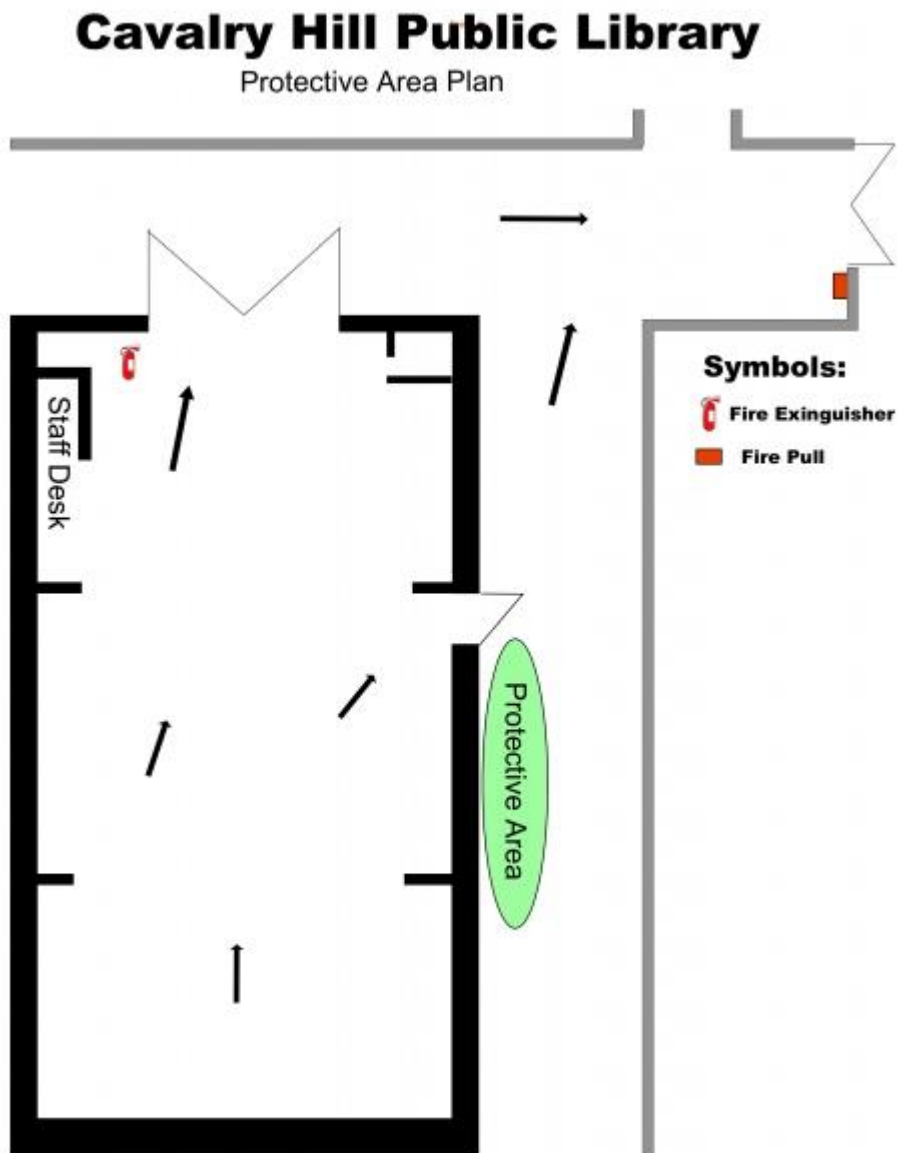 Cavalry Hill Public Library
Protective Area Plan
Staff Desk
Symbols:
Fire Exinguisher
Fire Pull
Protective Area